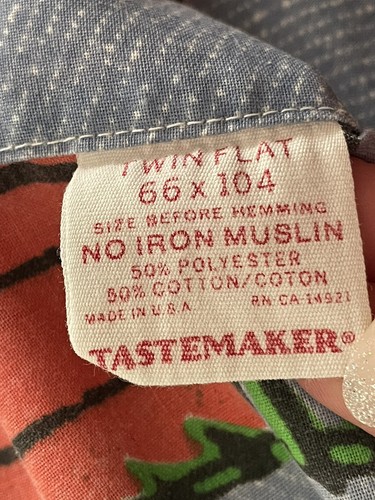 TWIN FLAT
66 x 104
SIZE BEFORE HEMMING
NO IRON MUSLIN
50% POLYESTER
50% COTTON/COTON
MADE IN U.S.A. RN CA-14921
TASTEMAKER®